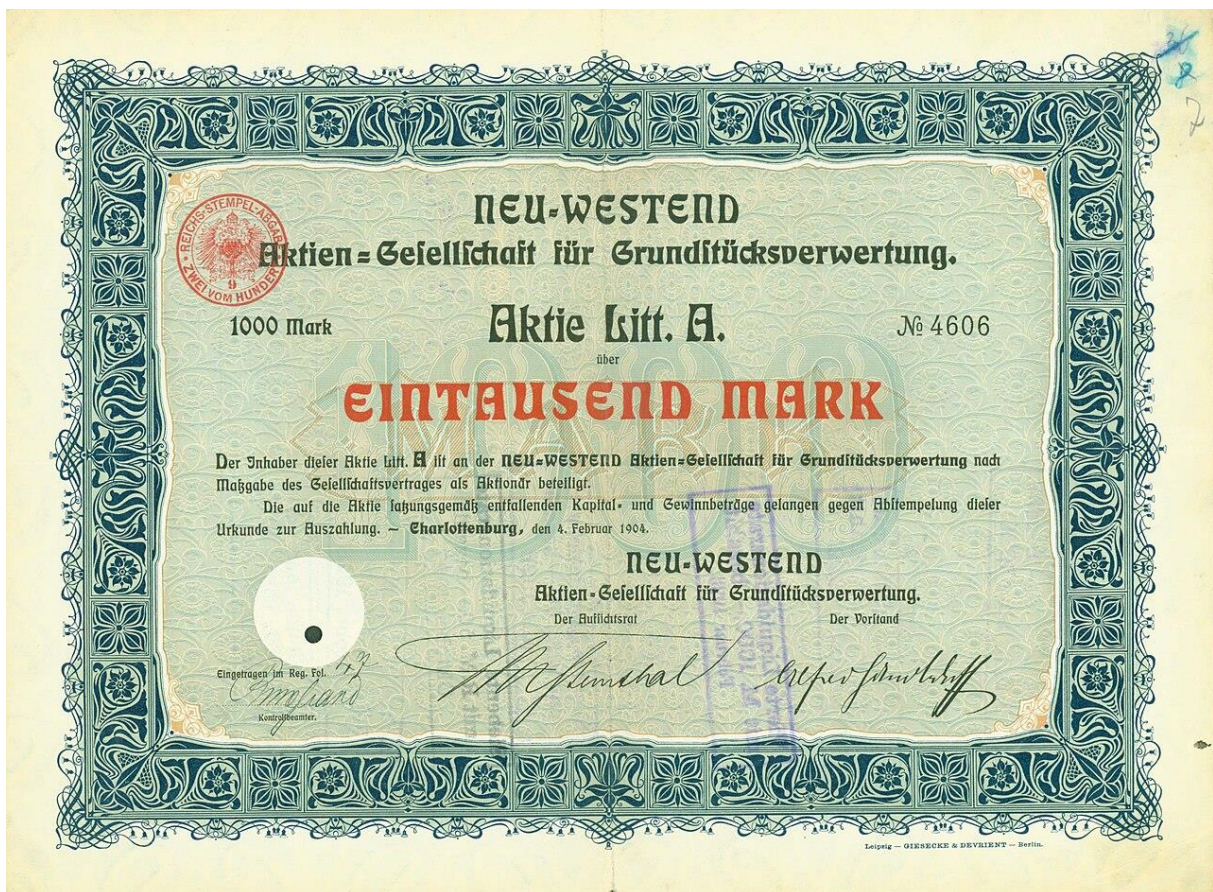 NEU-WESTEND
Aktien=Gesellschaft für Grundstücksverwertung.
REICHS-STEMPEL-ABGABE
ZWEI VOM HUNDERT
9
1000 Mark
Aktie Litt. A.
№ 4606
über
EINTAUSEND MARK
Der Inhaber dieser Aktie Litt. A ist an der NEU=WESTEND Aktien=Gesellschaft für Grundstücksverwertung nach
Maßgabe des Gesellschaftsvertrages als Aktionär beteiligt.
Die auf die Aktie satzungsgemäß entfallenden Kapital- und Gewinnbeträge gelangen gegen Abstempelung dieser
Urkunde zur Auszahlung. – Charlottenburg, den 4. Februar 1904.
NEU-WESTEND
Aktien-Gesellschaft für Grundstücksverwertung.
Der Aufsichtsrat
Der Vorstand
Eingetragen im Reg. Fol. 47
Kontrollbeamter.
Leipzig — GIESECKE & DEVRIENT — Berlin.